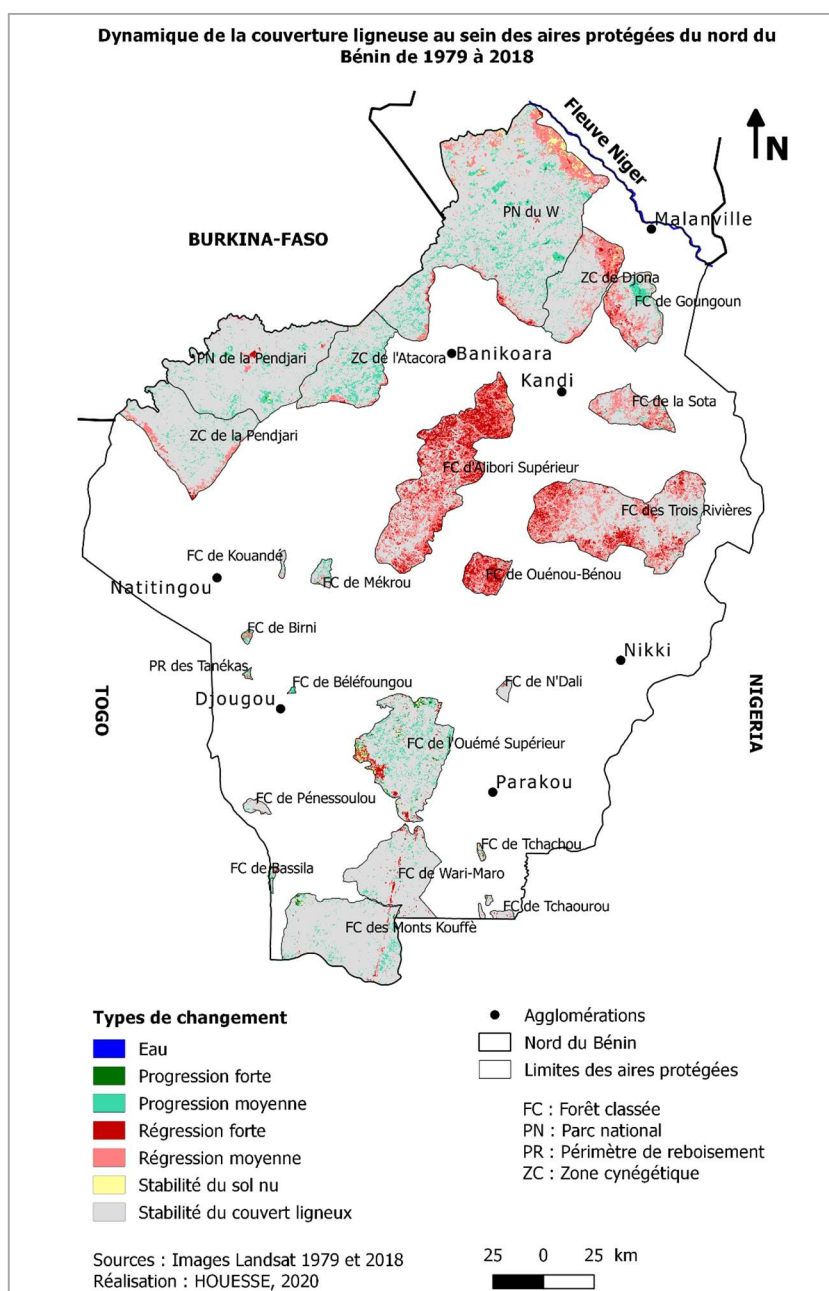 Dynamique de la couverture ligneuse au sein des aires protégées du nord du
Bénin de 1979 à 2018
Fleuve Niger
N
Malanville
PN du W
BURKINA-FASO
ZC de Djona
FC de Goungoun
PN de la Pendjari
ZC de l'Atacora
Banikoara
Kandi
FC de la Sota
ZC de la Pendjari
FC d'Alibori Supérieur
FC des Trois Rivières
FC de Kouandé
Natitingou
FC de Mékrou
FC de Ouénou-Bénou
FC de Birni
Nikki
PR des Tanékas
FC de Béléfoungou
FC de N'Dali
Djougou
TOGO
NIGERIA
FC de l'Ouémé Supérieur
Parakou
FC de Pénessoulou
FC de Tchachou
FC de Bassila
FC de Wari-Maro
FC de Tchaourou
FC des Monts Kouffè
Types de changement
Eau
Progression forte
Progression moyenne
Régression forte
Régression moyenne
Stabilité du sol nu
Stabilité du couvert ligneux
Agglomérations
Nord du Bénin
Limites des aires protégées
FC : Forêt classée
PN : Parc national
PR : Périmètre de reboisement
ZC : Zone cynégétique
Sources : Images Landsat 1979 et 2018
Réalisation : HOUESSE, 2020
25 0 25 km